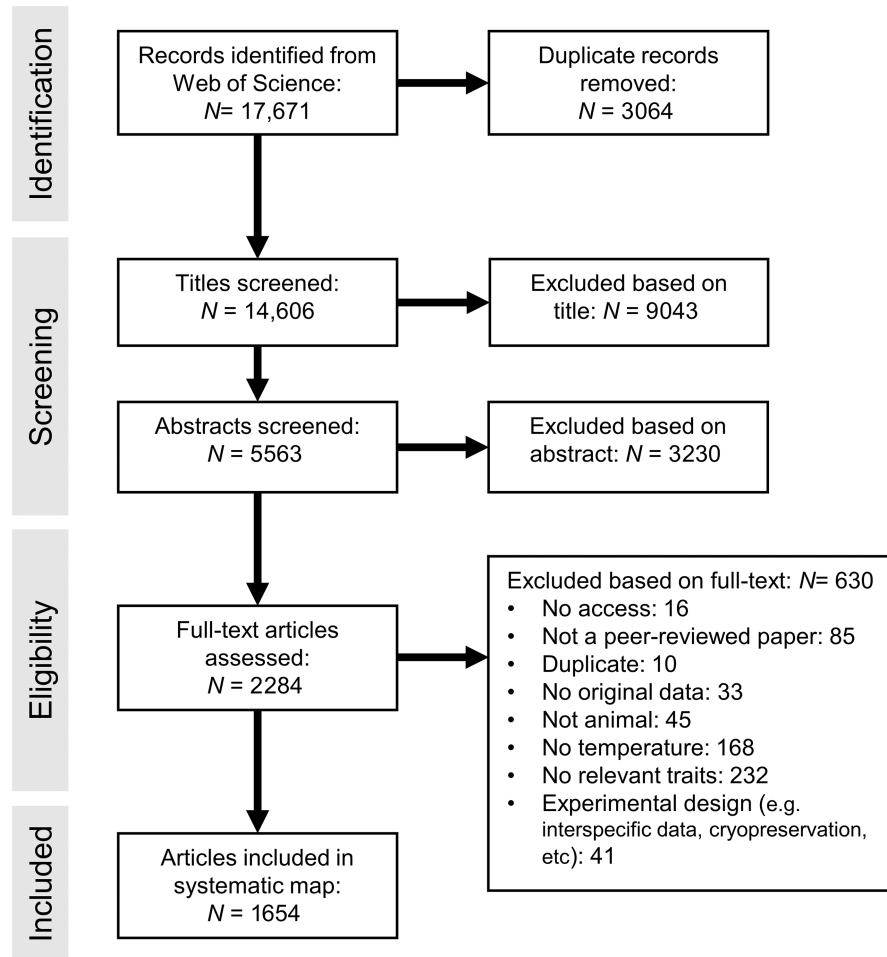 Identification
Records identified from
Web of Science:
N= 17,671
Duplicate records
removed:
N = 3064
Screening
Titles screened:
N = 14,606
Excluded based on
title: N = 9043
Abstracts screened:
N = 5563
Excluded based on
abstract: N = 3230
Eligibility
Full-text articles
assessed:
N = 2284
Excluded based on full-text: N= 630
• No access: 16
• Not a peer-reviewed paper: 85
• Duplicate: 10
• No original data: 33
• Not animal: 45
• No temperature: 168
• No relevant traits: 232
• Experimental design (e.g.
interspecific data, cryopreservation,
etc): 41
Included
Articles included in
systematic map:
N = 1654